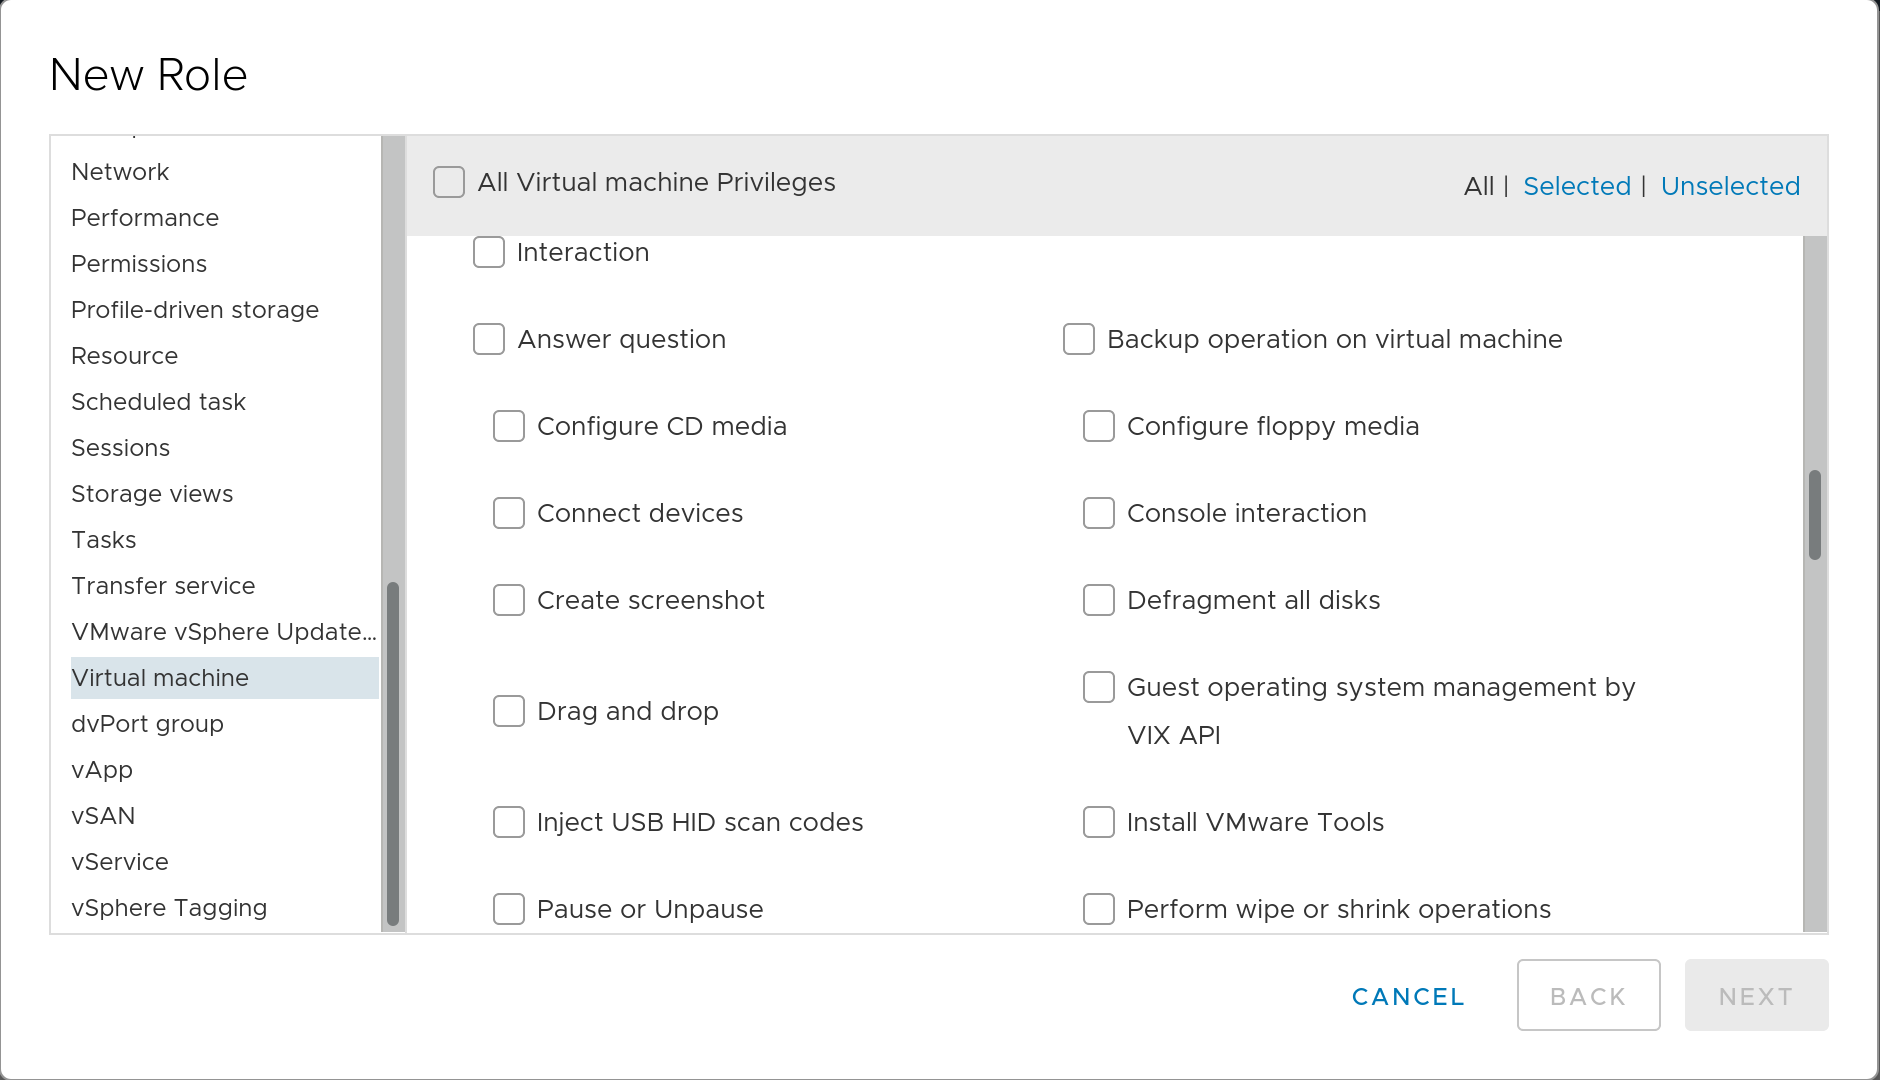 New Role
Network
Performance
Permissions
Profile-driven storage
Resource
Scheduled task
Sessions
Storage views
Tasks
Transfer service
VMware vSphere Update...
Virtual machine
dvPort group
vApp
vSAN
vService
vSphere Tagging
All Virtual machine Privileges
All | Selected | Unselected
Interaction
Answer question
Backup operation on virtual machine
Configure CD media
Configure floppy media
Connect devices
Console interaction
Create screenshot
Defragment all disks
Drag and drop
Guest operating system management by
VIX API
Inject USB HID scan codes
Install VMware Tools
Pause or Unpause
Perform wipe or shrink operations
CANCEL
BACK
NEXT